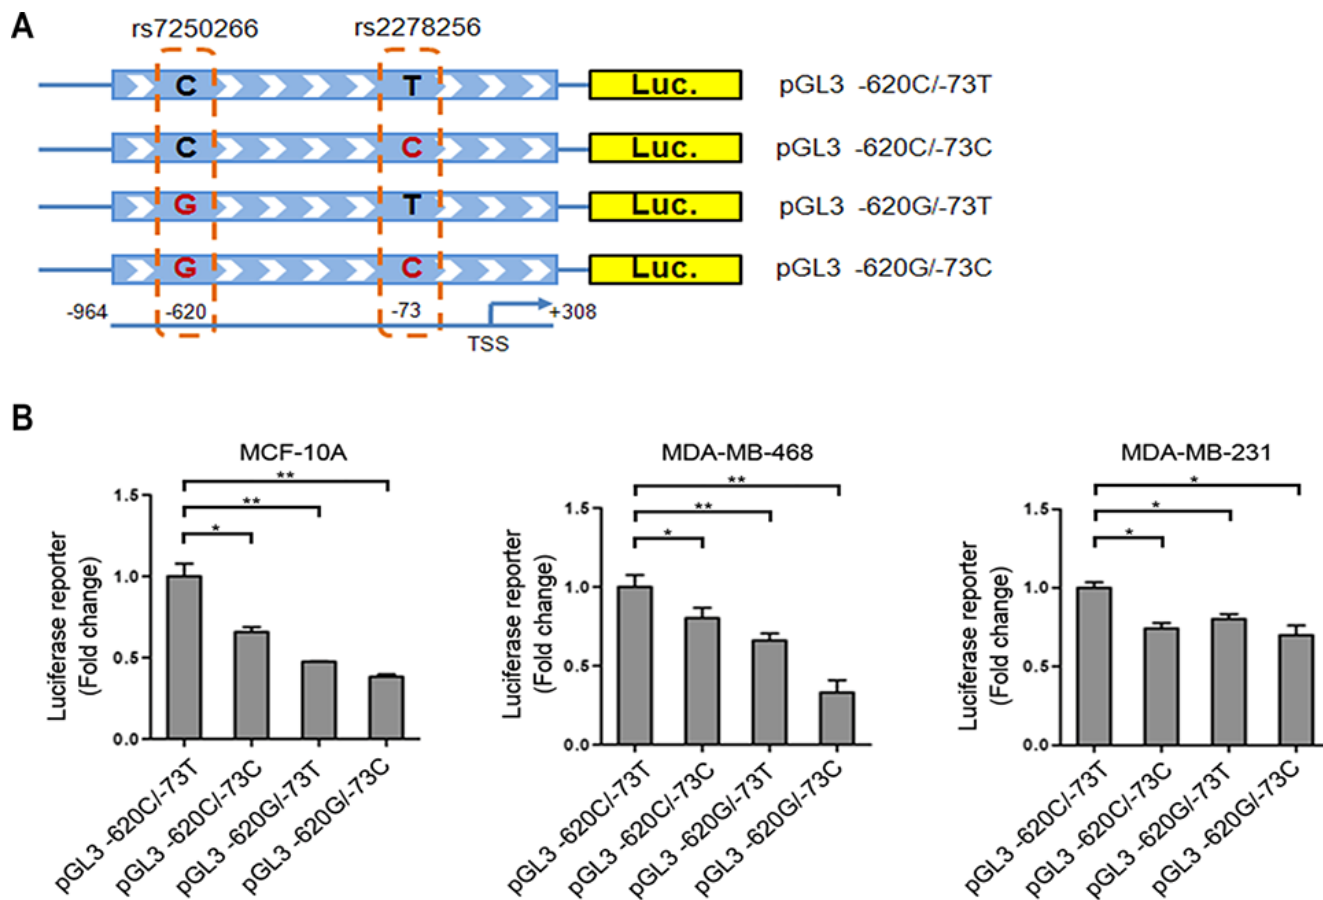 A
rs7250266 rs2278256
C T Luc. pGL3 -620C/-73T
C C Luc. pGL3 -620C/-73C
G T Luc. pGL3 -620G/-73T
G C Luc. pGL3 -620G/-73C
-964 -620 -73 +308
TSS
B
MCF-10A
**
**
*
Luciferase reporter
(Fold change)
1.5
1.0
0.5
0.0
pGL3 -620C/-73T
pGL3 -620C/-73C
pGL3 -620G/-73T
pGL3 -620G/-73C
MDA-MB-468
**
**
*
Luciferase reporter
(Fold change)
1.5
1.0
0.5
0.0
pGL3 -620C/-73T
pGL3 -620C/-73C
pGL3 -620G/-73T
pGL3 -620G/-73C
MDA-MB-231
*
*
*
Luciferase reporter
(Fold change)
1.5
1.0
0.5
0.0
pGL3 -620C/-73T
pGL3 -620C/-73C
pGL3 -620G/-73T
pGL3 -620G/-73C